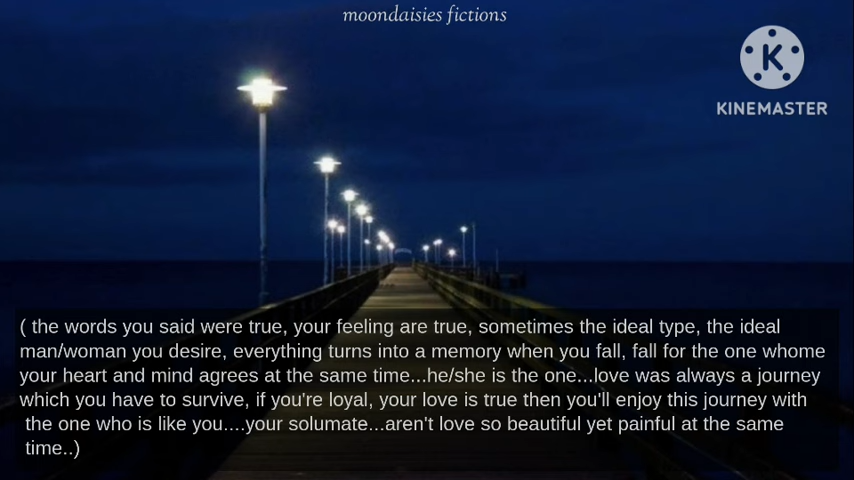 moondaisies fictions
KINEMASTER
( the words you said were true, your feeling are true, sometimes the ideal type, the ideal
man/woman you desire, everything turns into a memory when you fall, fall for the one whome
your heart and mind agrees at the same time...he/she is the one...love was always a journey
which you have to survive, if you're loyal, your love is true then you'll enjoy this journey with
the one who is like you....your solumate...aren't love so beautiful yet painful at the same
time..)